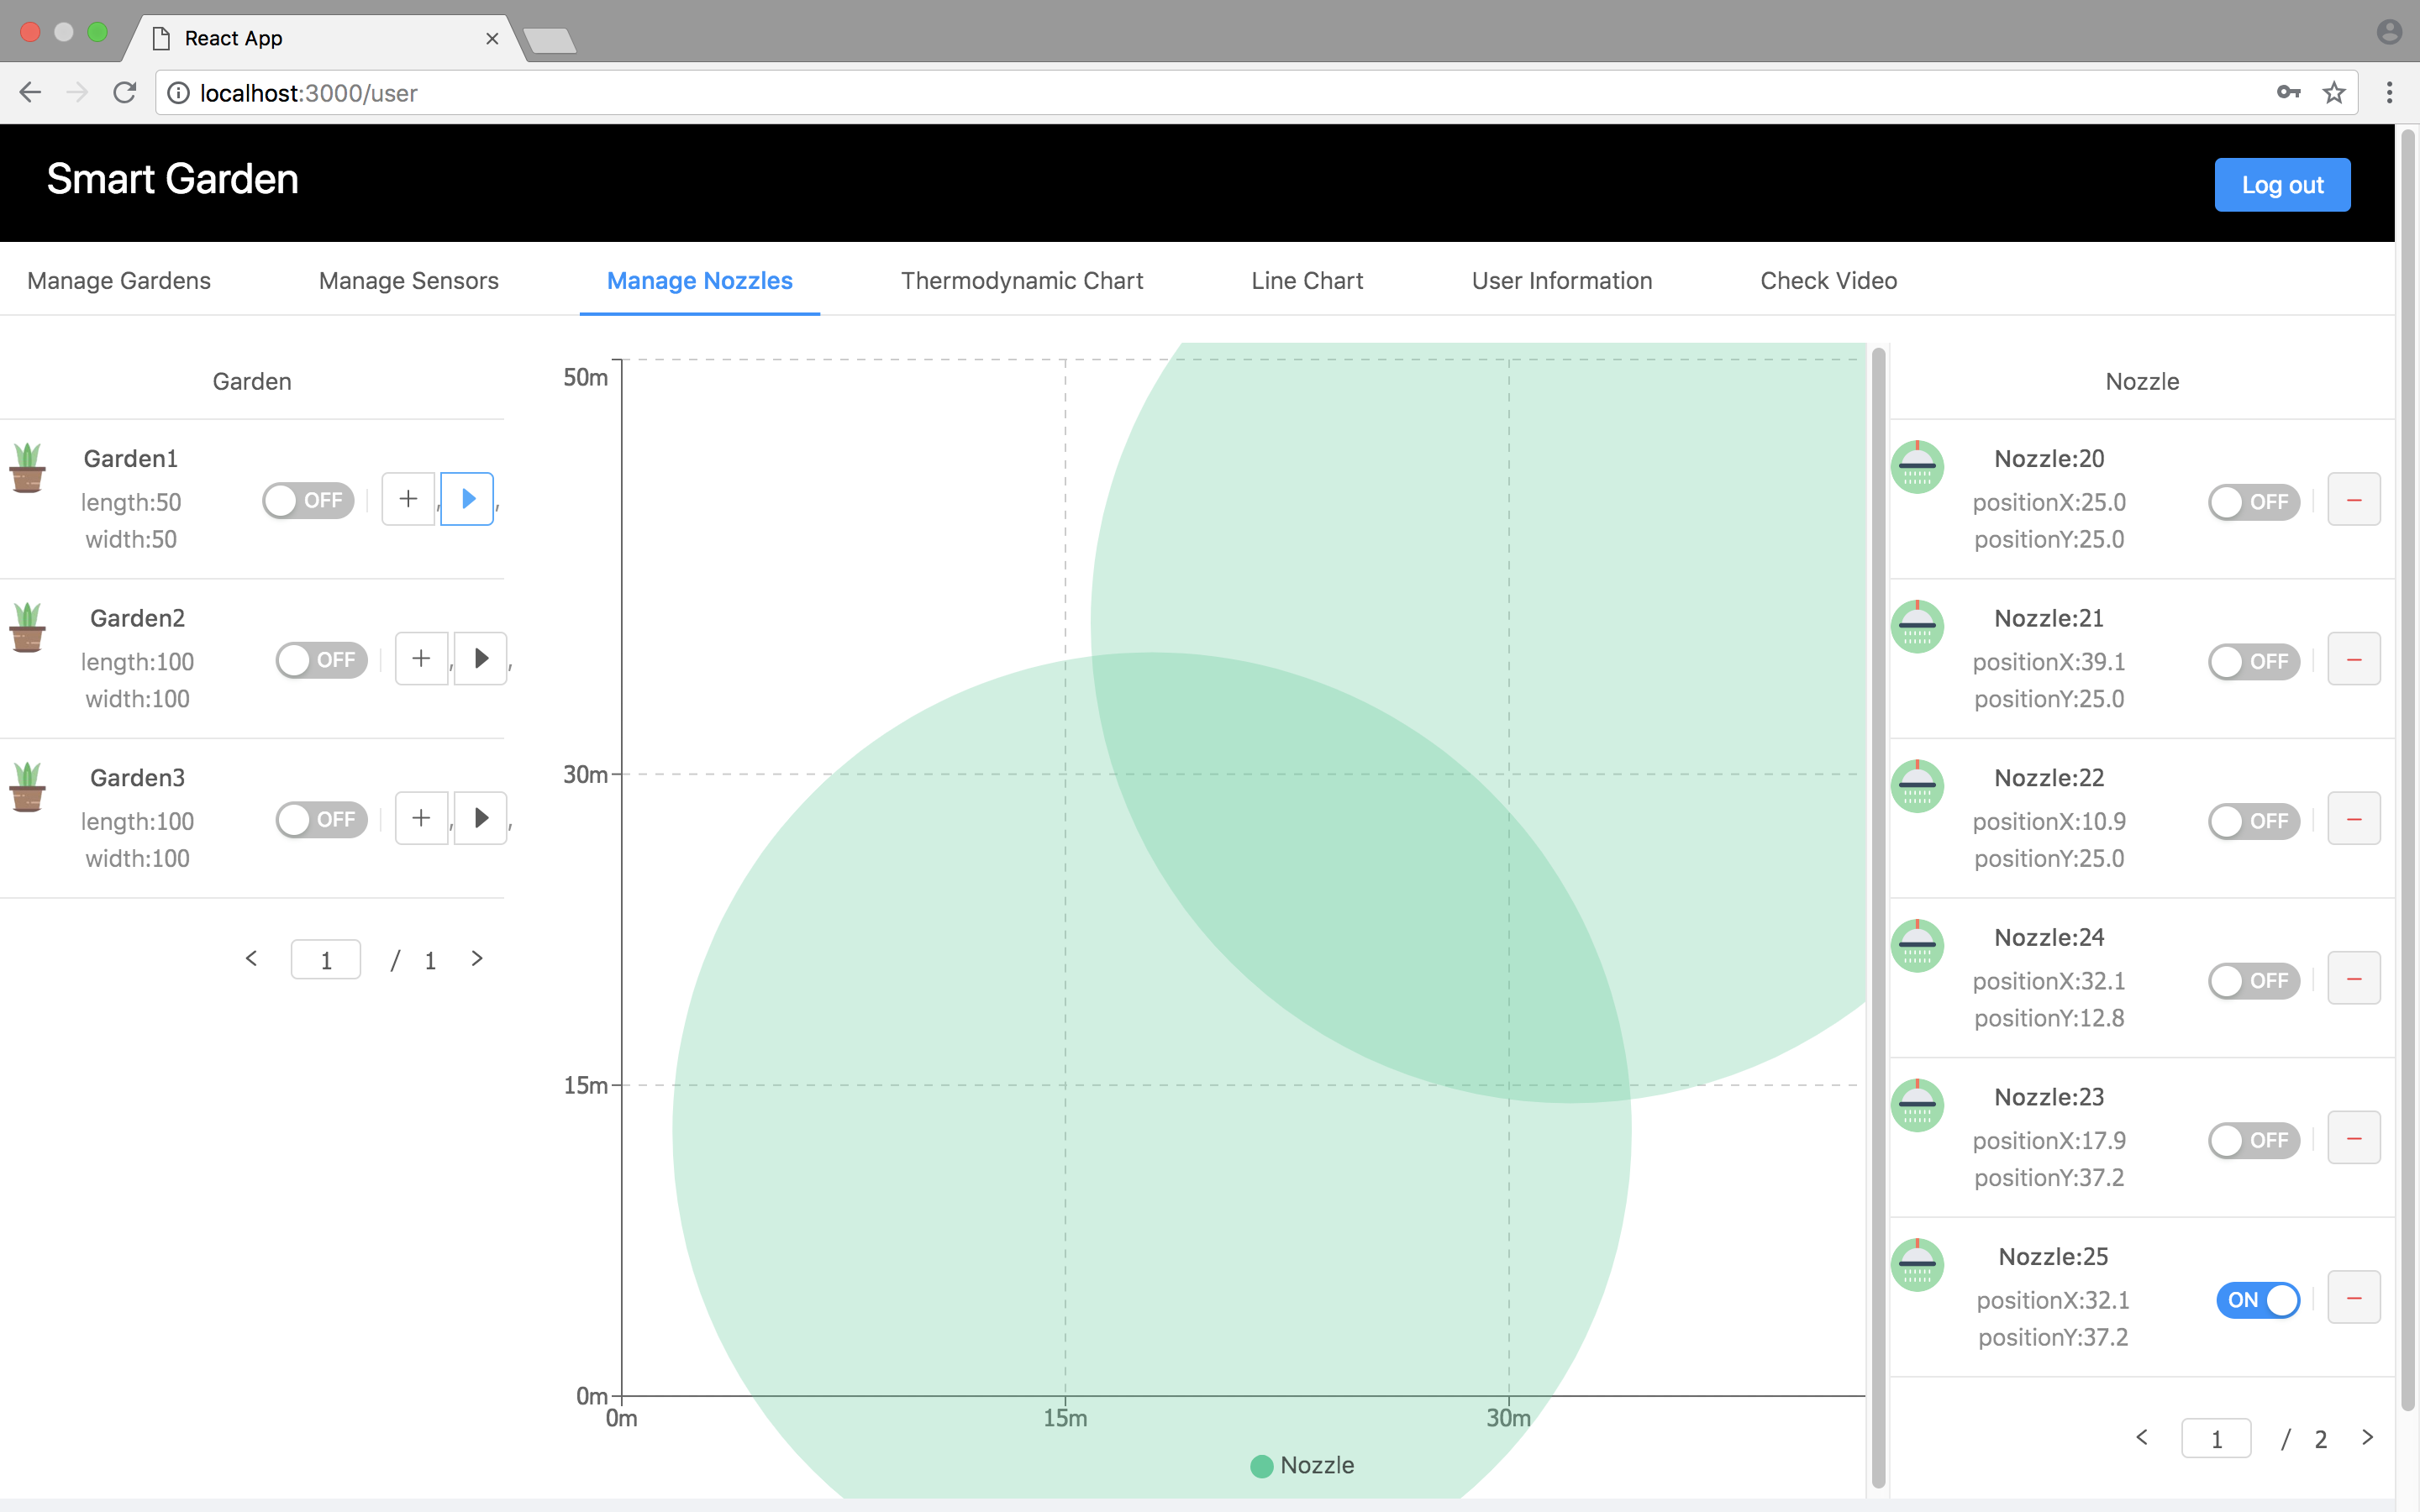 React App
localhost:3000/user
Smart Garden
Log out
Manage Gardens
Manage Sensors
Manage Nozzles
Thermodynamic Chart
Line Chart
User Information
Check Video
Garden
Garden1
length:50
width:50
OFF
+
,
,
Garden2
length:100
width:100
OFF
+
,
,
Garden3
length:100
width:100
OFF
+
,
,
< 1 / 1 >
50m
30m
15m
0m
0m
15m
30m
Nozzle
Nozzle
Nozzle:20
positionX:25.0
positionY:25.0
OFF
Nozzle:21
positionX:39.1
positionY:25.0
OFF
Nozzle:22
positionX:10.9
positionY:25.0
OFF
Nozzle:24
positionX:32.1
positionY:12.8
OFF
Nozzle:23
positionX:17.9
positionY:37.2
OFF
Nozzle:25
positionX:32.1
positionY:37.2
ON
< 1 / 2 >